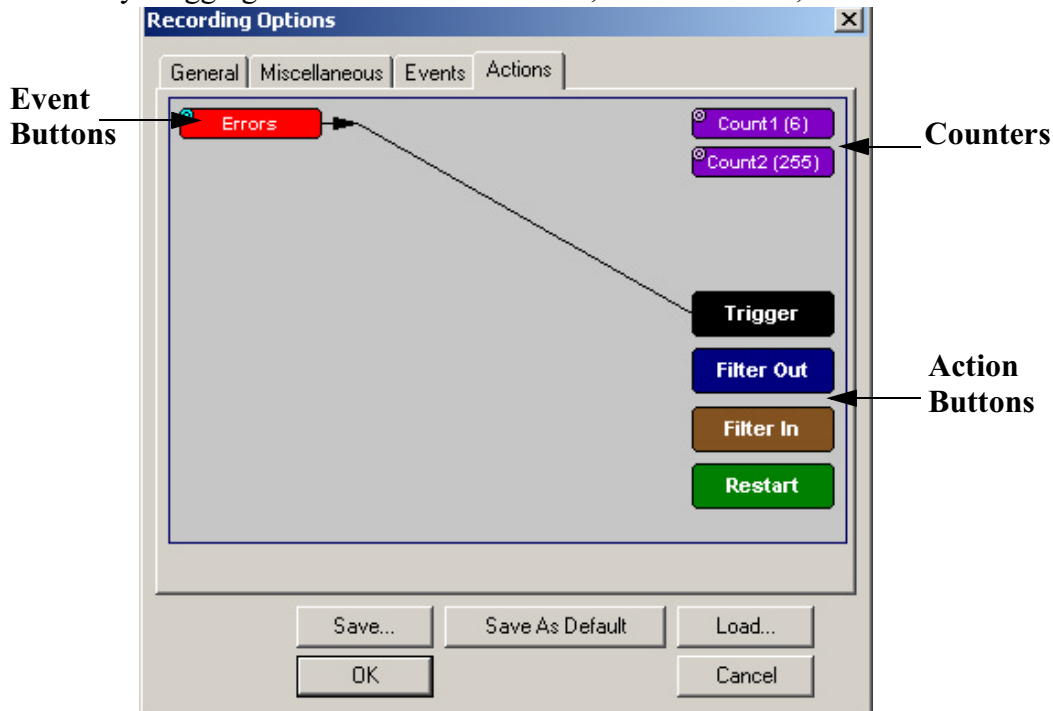 Recording Options
General Miscellaneous Events Actions
Event
Buttons
Errors
Count1 (6)
Count2 (255)
Counters
Trigger
Filter Out
Filter In
Restart
Action
Buttons
Save... Save As Default Load...
OK Cancel